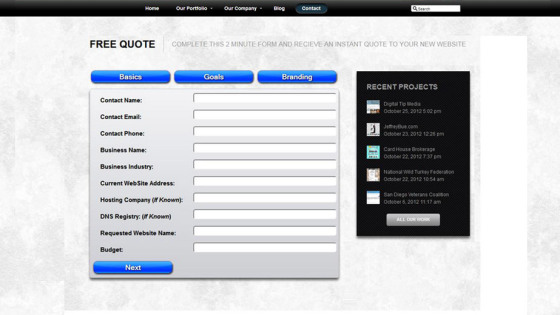 Home Our Portfolio Our Company Blog Contact Search
FREE QUOTE COMPLETE THIS 2 MINUTE FORM AND RECIEVE AN INSTANT QUOTE TO YOUR NEW WEBSITE
Basics Goals Branding
Contact Name:
Contact Email:
Contact Phone:
Business Name:
Business Industry:
Current WebSite Address:
Hosting Company (if Known):
DNS Registry: (if Known)
Requested Website Name:
Budget:
Next
RECENT PROJECTS
Digital Tip Media
October 25, 2012 5:02 pm
JeffreyBlue.com
October 23, 2012 12:26 pm
Card House Brokerage
October 22, 2012 7:37 pm
National Wild Turkey Federation
October 22, 2012 10:54 am
San Diego Veterans Coalition
October 5, 2012 11:17 am
ALL OUR WORK